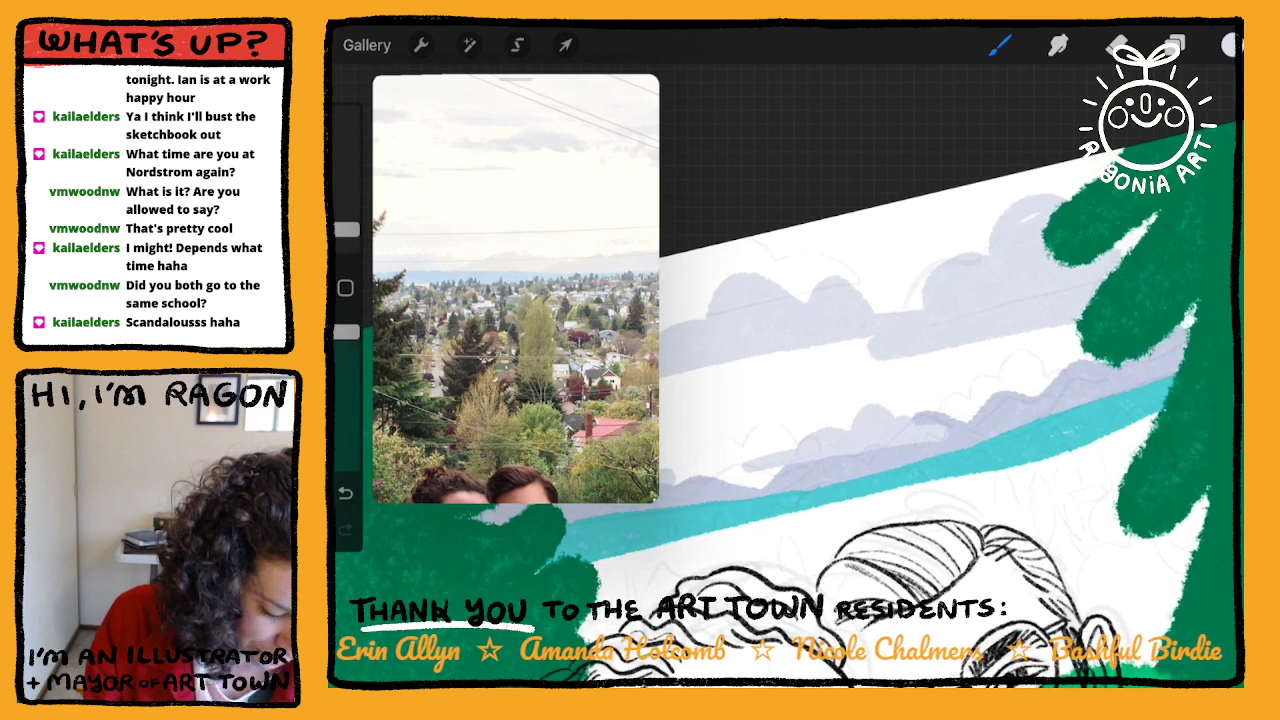 WHAT'S UP?
tonight. Ian is at a work
happy hour
kailaelders Ya I think I'll bust the
sketchbook out
kailaelders What time are you at
Nordstrom again?
vmwoodnw What is it? Are you
allowed to say?
vmwoodnw That's pretty cool
kailaelders I might! Depends what
time haha
vmwoodnw Did you both go to the
same school?
kailaelders Scandalousss haha
HI, I'M RAGON
I'M AN ILLUSTRATOR
+ MAYOR OF ART TOWN
Gallery
RAGONIA ART
THANK YOU TO THE ART TOWN RESIDENTS:
Erin Allyn ☆ Amanda Holcomb ☆ Nicole Chalmers ☆ Bashful Birdie